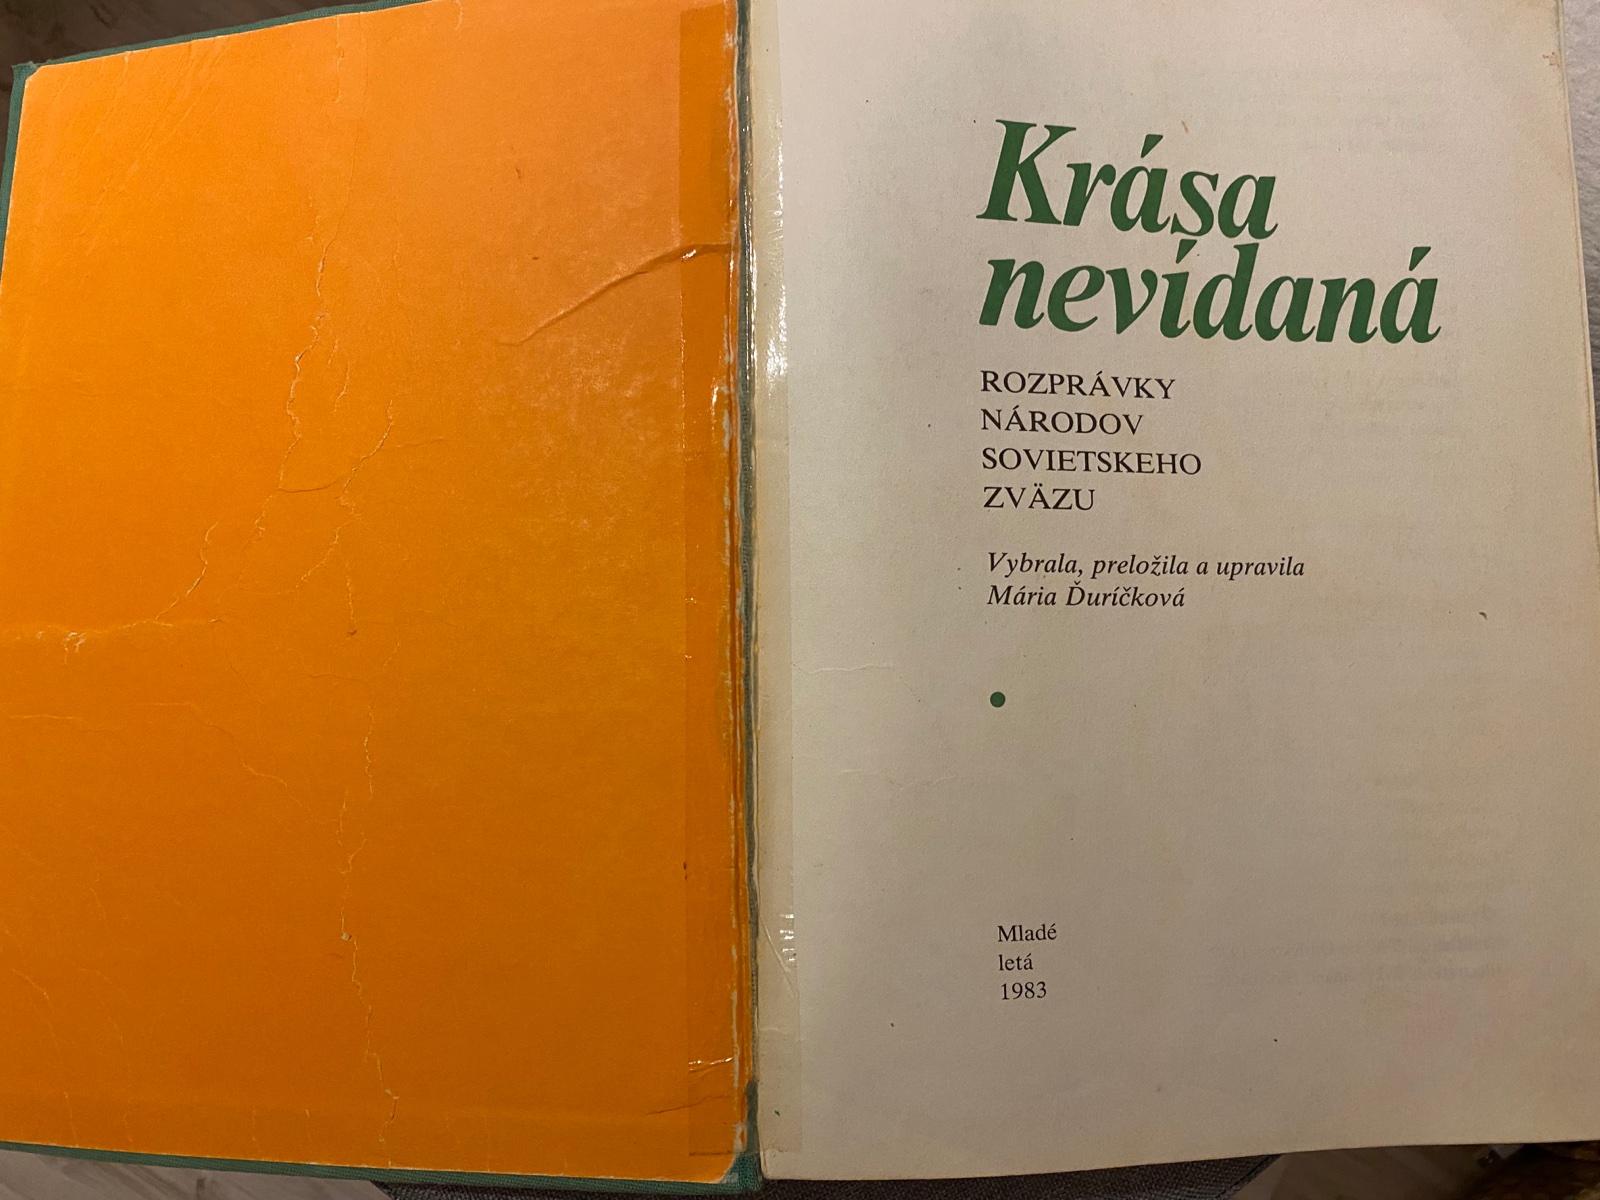 Krása
nevídaná
ROZPRÁVKY
NÁRODOV
SOVIETSKEHO
ZVÄZU
Vybrala, preložila a upravila
Mária Ďuríčková
Mladé
letá
1983